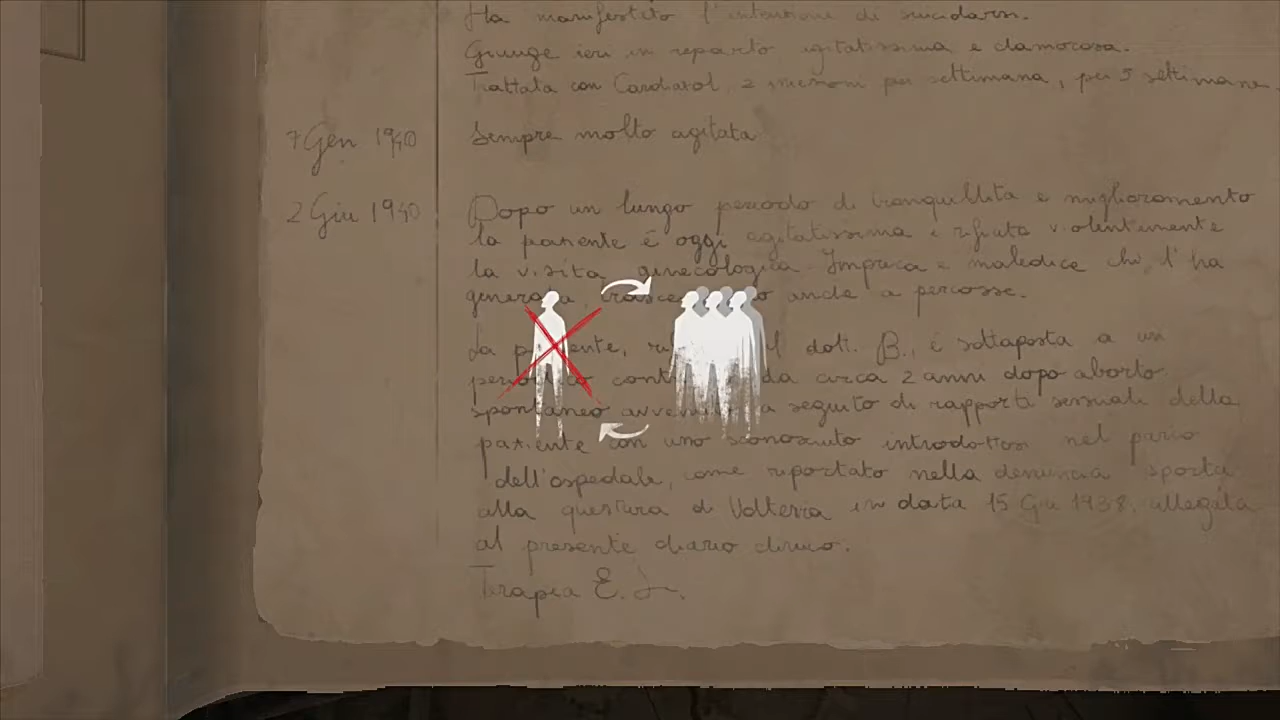 Ha manifestato l'intenzione di suicidarsi.
Giunge ieri in reparto agitatissima e clamorosa.
Trattata con Cardiazol, 2 iniezioni per settimana, per 5 settimane.
7 Gen 1940 Sempre molto agitata
2 Giu 1940 Dopo un lungo periodo di tranquillità e miglioramento
la paziente è oggi agitatissima e rifiuta violentemente
la visita ginecologica. Impreca e maledice chi l'ha
generata, anche a percosse.
La paziente, dott. B., è sottoposta a un
periodico da circa 2 anni dopo aborto
spontaneo a seguito di rapporti sessuali della
paziente con uno sconosciuto introdottosi nel parco
dell'ospedale, come riportato nella denuncia sporta
alla questura di Volterra in data 15 Giu 1938, allegata
al presente diario clinico.
Terapia E.